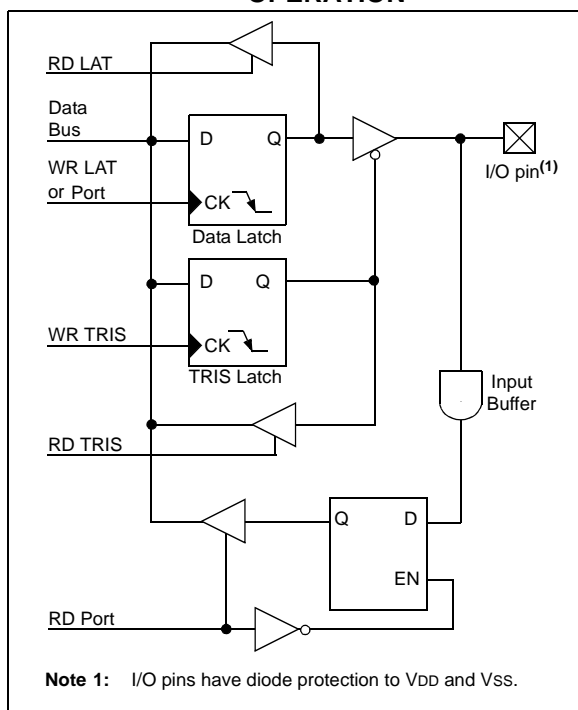 OPERATION
RD LAT
Data
Bus
D Q
WR LAT
or Port
CK
Data Latch
I/O pin(1)
D Q
WR TRIS
CK
TRIS Latch
Input
Buffer
RD TRIS
Q D
EN
RD Port
Note 1: I/O pins have diode protection to VDD and VSS.